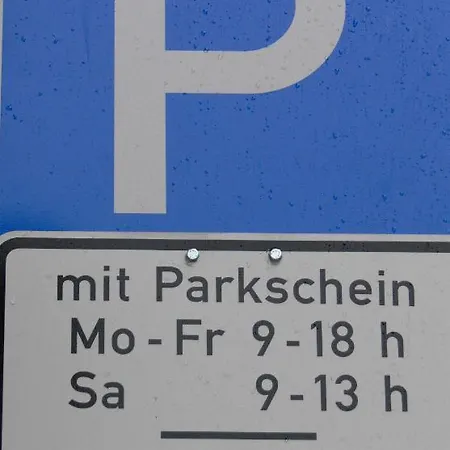 P
mit Parkschein
Mo-Fr 9-18 h
Sa 9-13 h